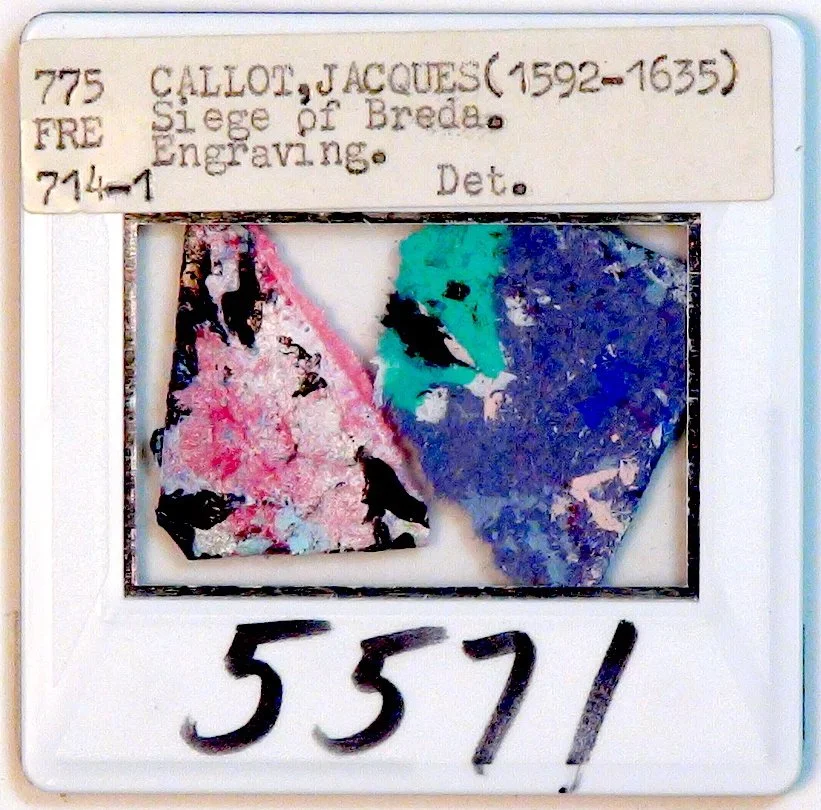 775 CALLOT,JACQUES(1592-1635)
FRE Siege of Breda.
Engraving.
714-1 Det.
5571